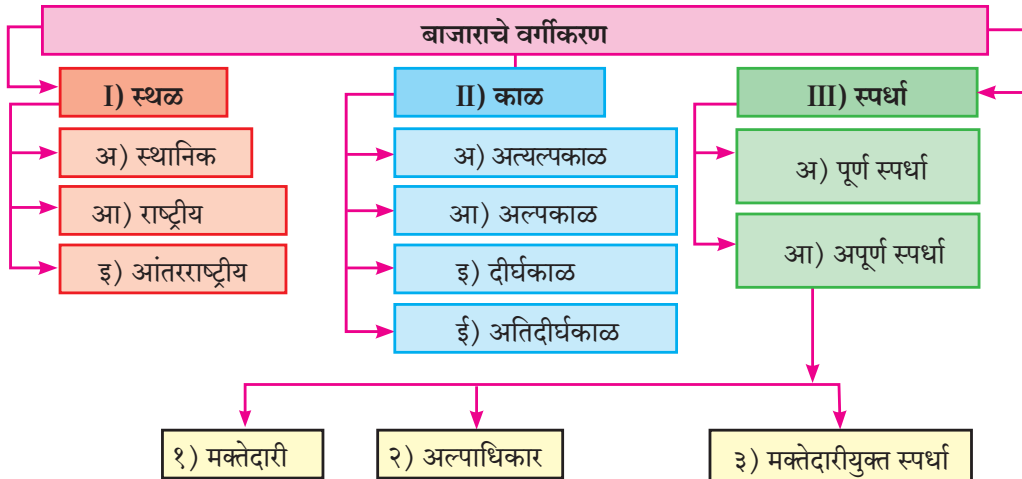 बाजाराचे वर्गीकरण
I) स्थळ
अ) स्थानिक
आ) राष्ट्रीय
इ) आंतरराष्ट्रीय
II) काळ
अ) अत्यल्पकाळ
आ) अल्पकाळ
इ) दीर्घकाळ
ई) अतिदीर्घकाळ
III) स्पर्धा
अ) पूर्ण स्पर्धा
आ) अपूर्ण स्पर्धा
१) मक्तेदारी
२) अल्पाधिकार
३) मक्तेदारीयुक्त स्पर्धा